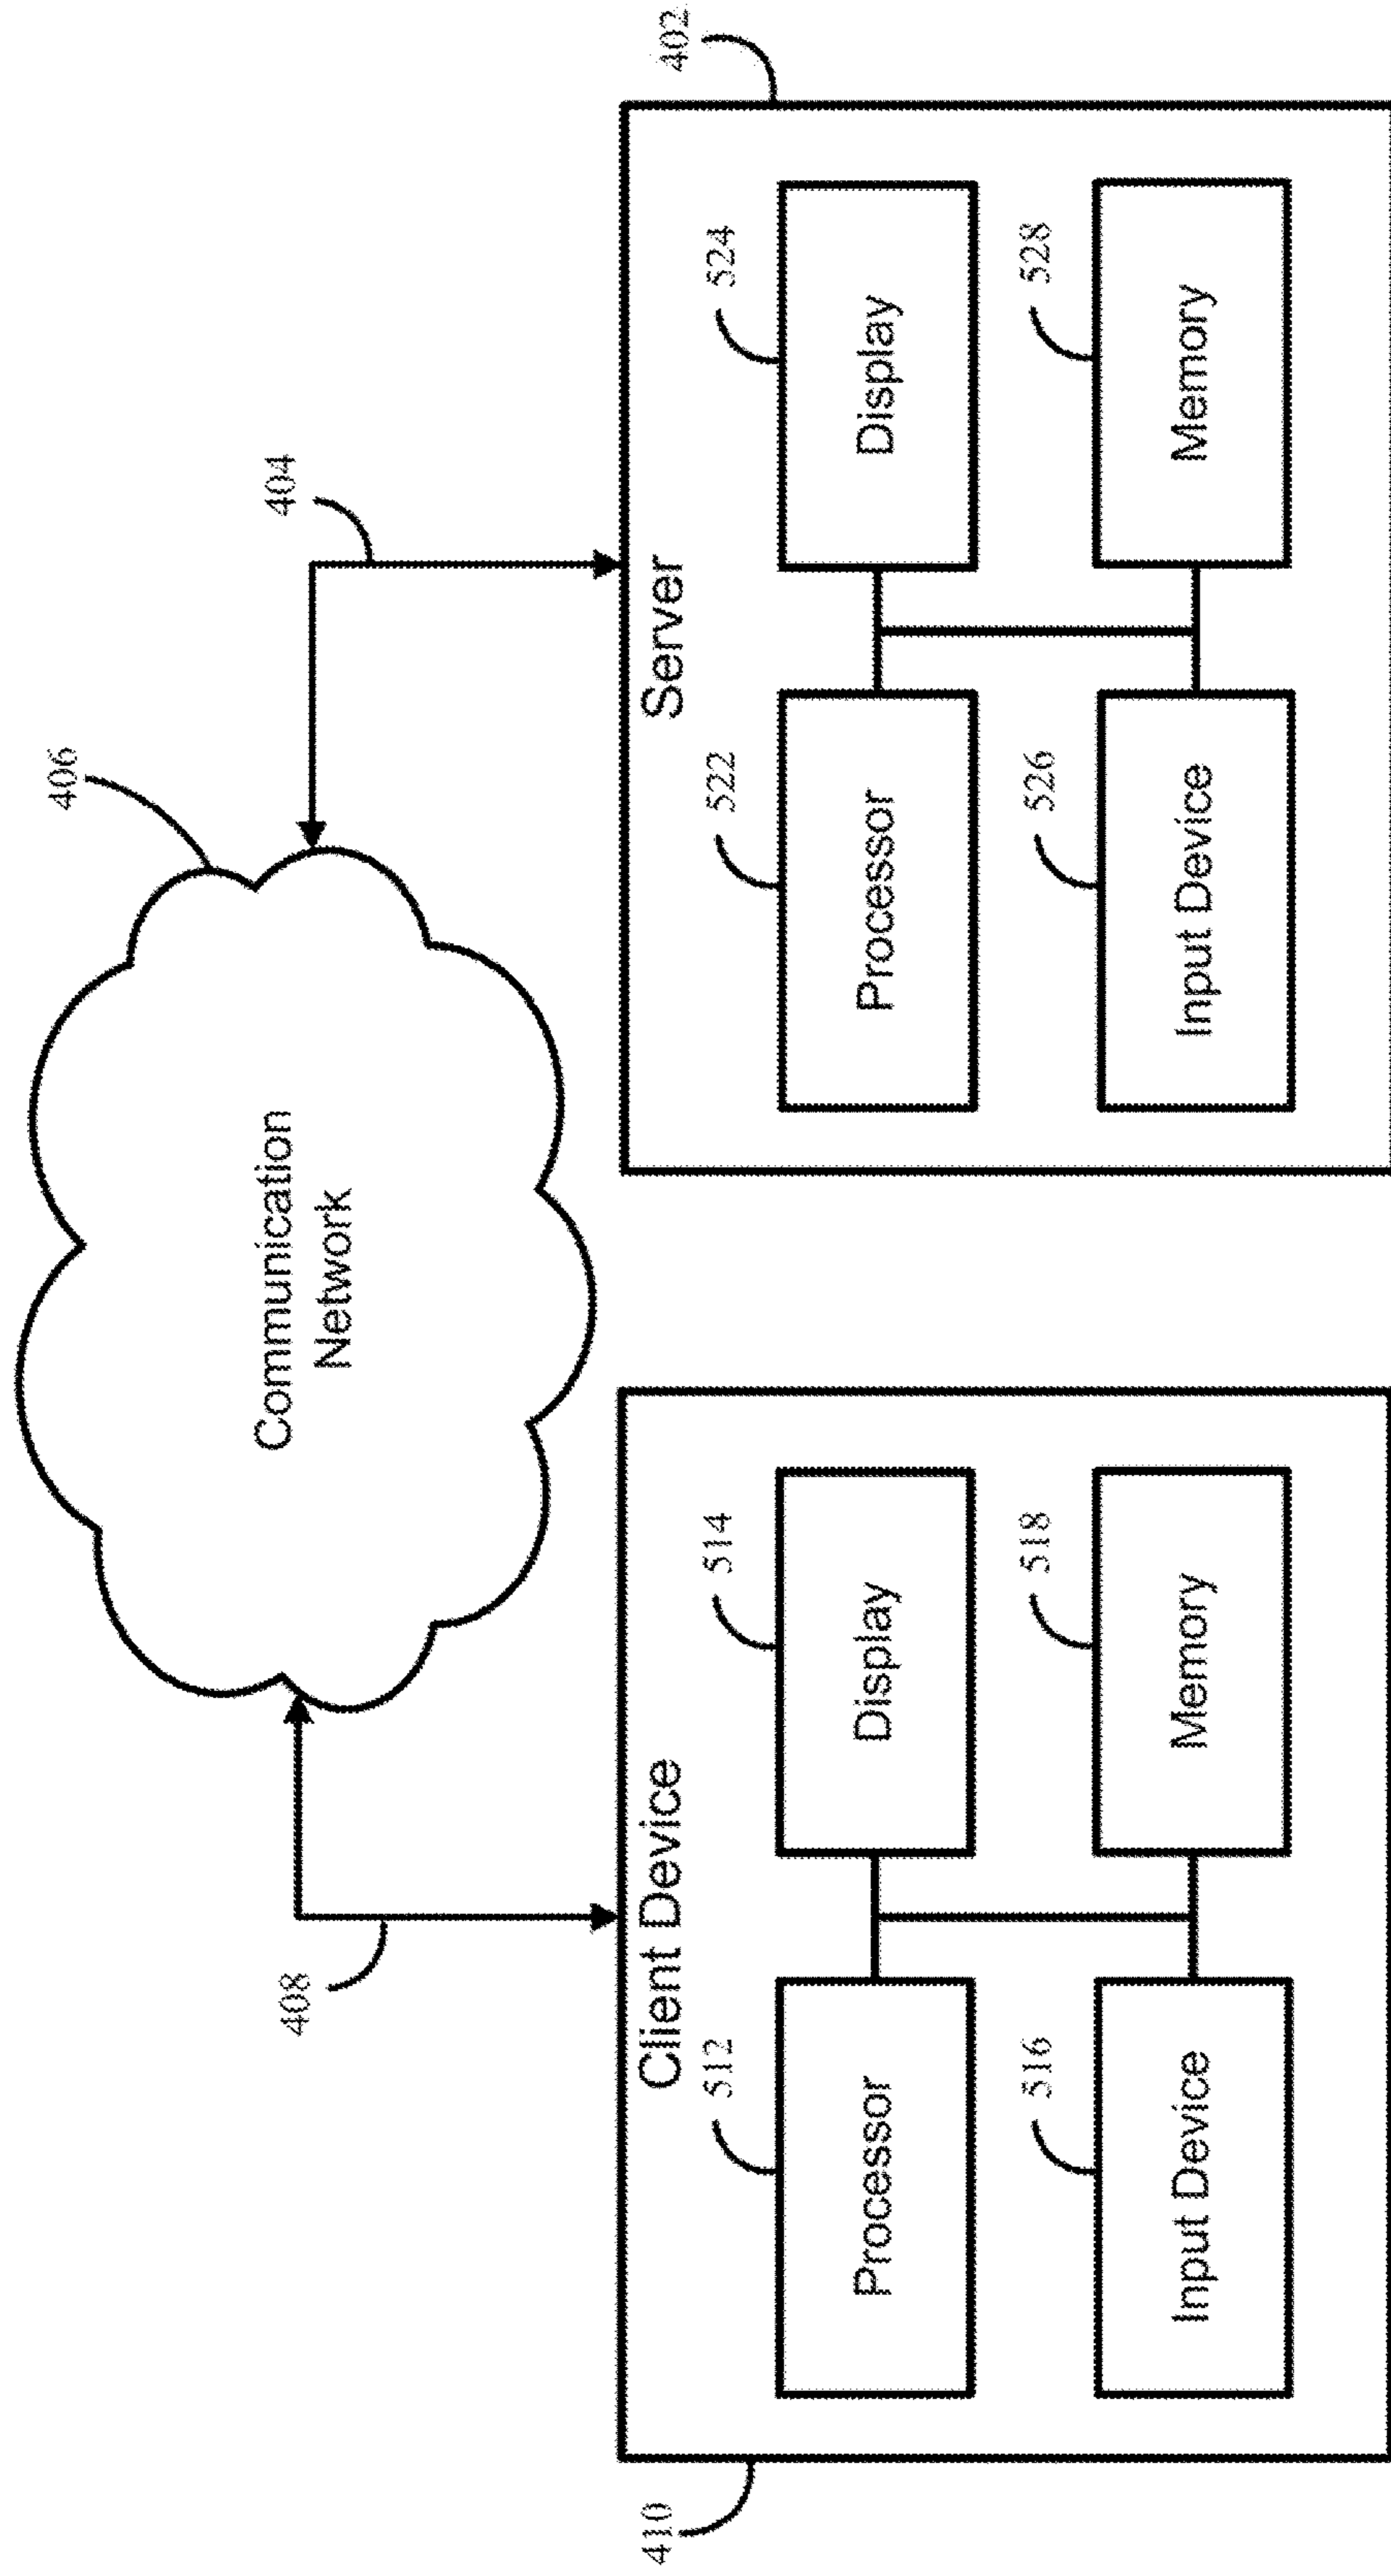 406
Communication
Network
404
408
402
410
Client Device
512
Processor
514
Display
516
Input Device
518
Memory
Server
522
Processor
524
Display
526
Input Device
528
Memory